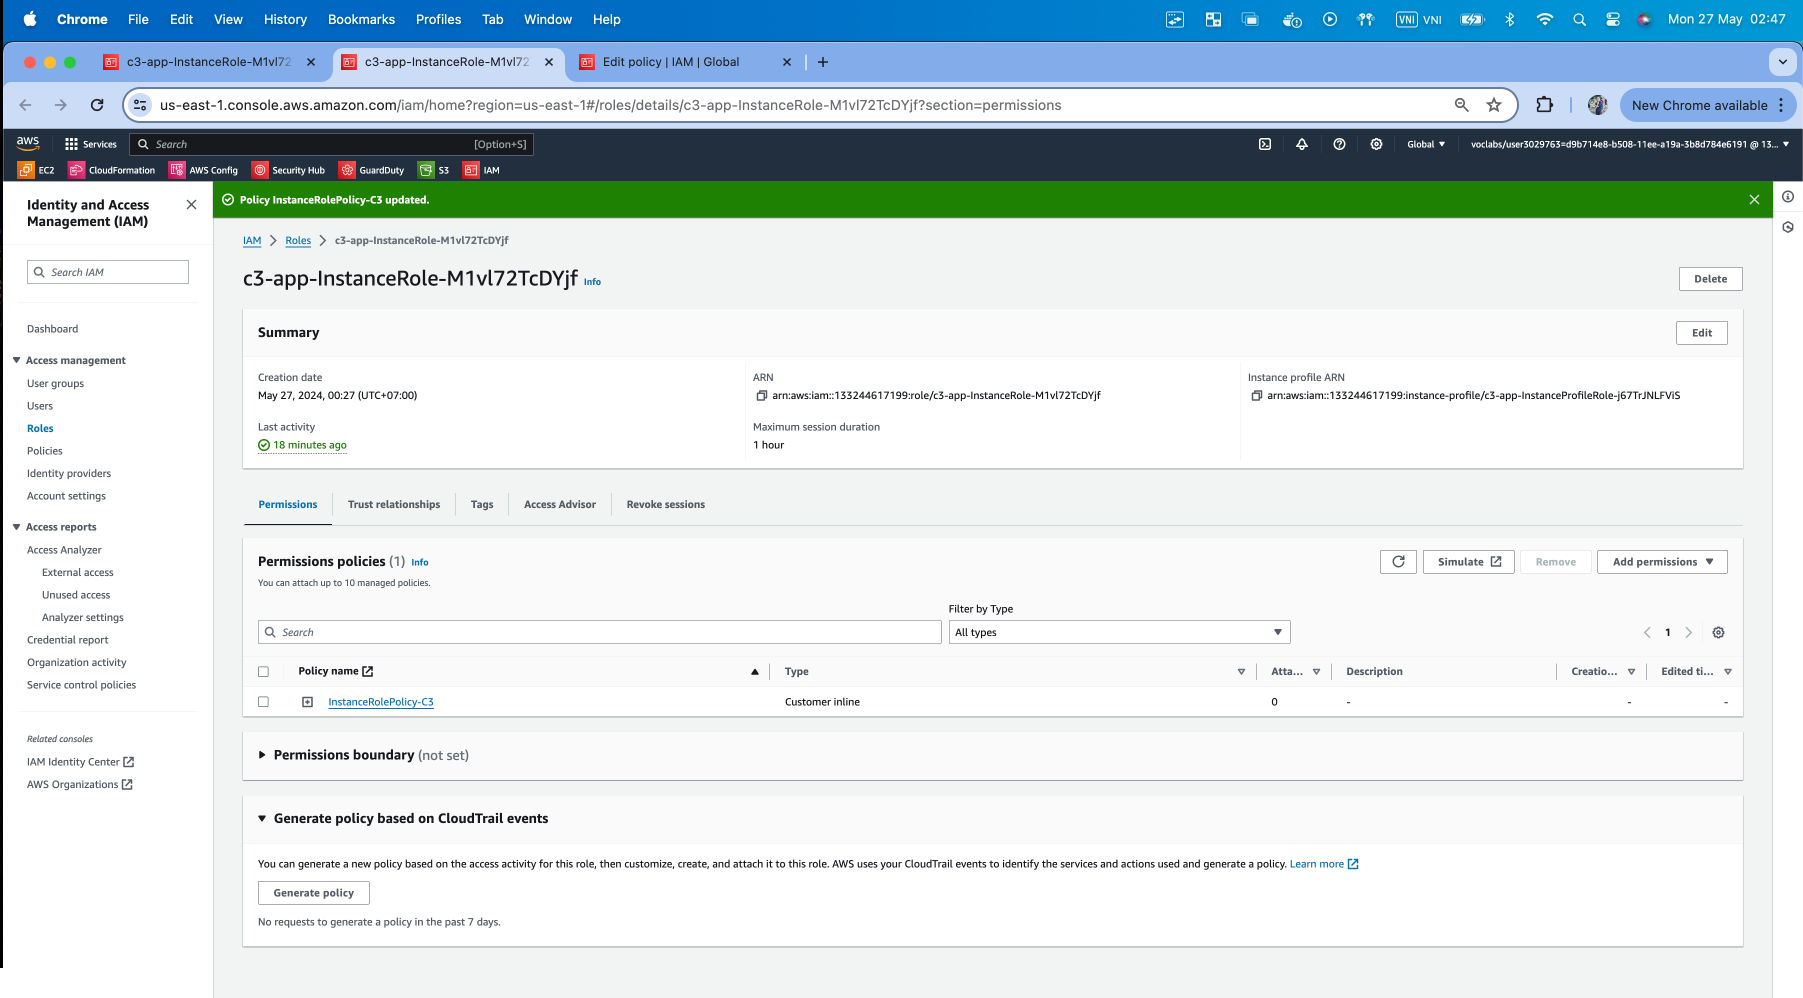 Chrome File Edit View History Bookmarks Profiles Tab Window Help VNI VNI Mon 27 May 02:47
c3-app-InstanceRole-M1vl72 c3-app-InstanceRole-M1vl72 Edit policy | IAM | Global
us-east-1.console.aws.amazon.com/iam/home?region=us-east-1#/roles/details/c3-app-InstanceRole-M1vl72TcDYjf?section=permissions New Chrome available
aws Services Search [Option+S] Global voclabs/user3029763=d9b714e8-b508-11ee-a19a-3b8d784e6191 @ 13...
EC2 CloudFormation AWS Config Security Hub GuardDuty S3 IAM
Identity and Access
Management (IAM)
Search IAM
Dashboard
Access management
User groups
Users
Roles
Policies
Identity providers
Account settings
Access reports
Access Analyzer
External access
Unused access
Analyzer settings
Credential report
Organization activity
Service control policies
Related consoles
IAM Identity Center
AWS Organizations
Policy InstanceRolePolicy-C3 updated.
IAM Roles c3-app-InstanceRole-M1vl72TcDYjf
c3-app-InstanceRole-M1vl72TcDYjf Info Delete
Summary Edit
Creation date
May 27, 2024, 00:27 (UTC+07:00)
Last activity
18 minutes ago
ARN
arn:aws:iam::133244617199:role/c3-app-InstanceRole-M1vl72TcDYjf
Maximum session duration
1 hour
Instance profile ARN
arn:aws:iam::133244617199:instance-profile/c3-app-InstanceProfileRole-j67TrJNLFViS
Permissions Trust relationships Tags Access Advisor Revoke sessions
Permissions policies (1) Info Simulate Remove Add permissions
You can attach up to 10 managed policies.
Filter by Type
Search All types 1
Policy name Type Atta... Description Creatio... Edited ti...
InstanceRolePolicy-C3 Customer inline 0 - - -
Permissions boundary (not set)
Generate policy based on CloudTrail events
You can generate a new policy based on the access activity for this role, then customize, create, and attach it to this role. AWS uses your CloudTrail events to identify the services and actions used and generate a policy. Learn more
Generate policy
No requests to generate a policy in the past 7 days.